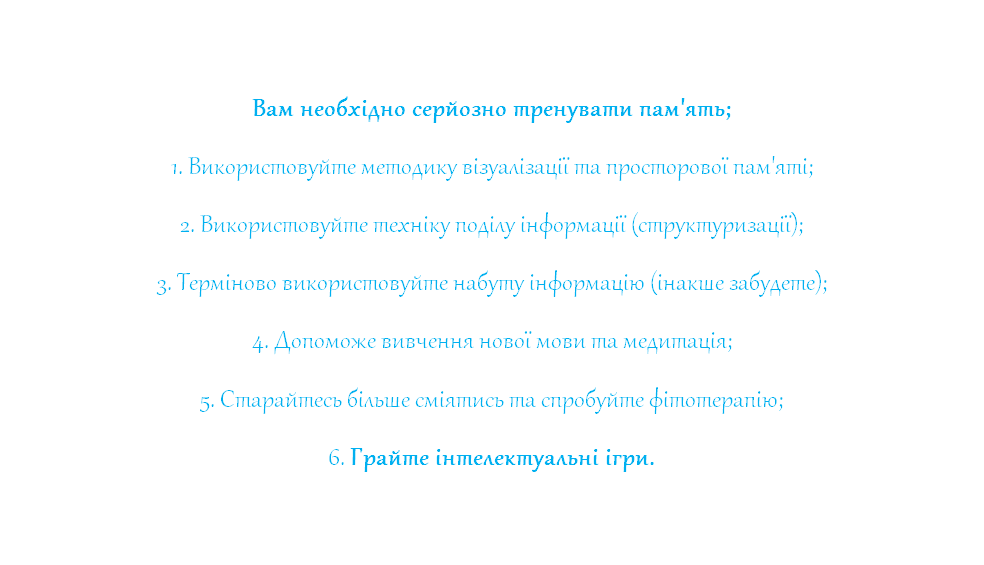 Вам необхідно серйозно тренувати пам'ять;
1. Використовуйте методику візуалізації та просторової пам'яті;
2. Використовуйте техніку поділу інформації (структуризації);
3. Терміново використовуйте набуту інформацію (інакше забудете);
4. Допоможе вивчення нової мови та медитація;
5. Старайтесь більше сміятись та спробуйте фітотерапію;
6. Грайте інтелектуальні ігри.